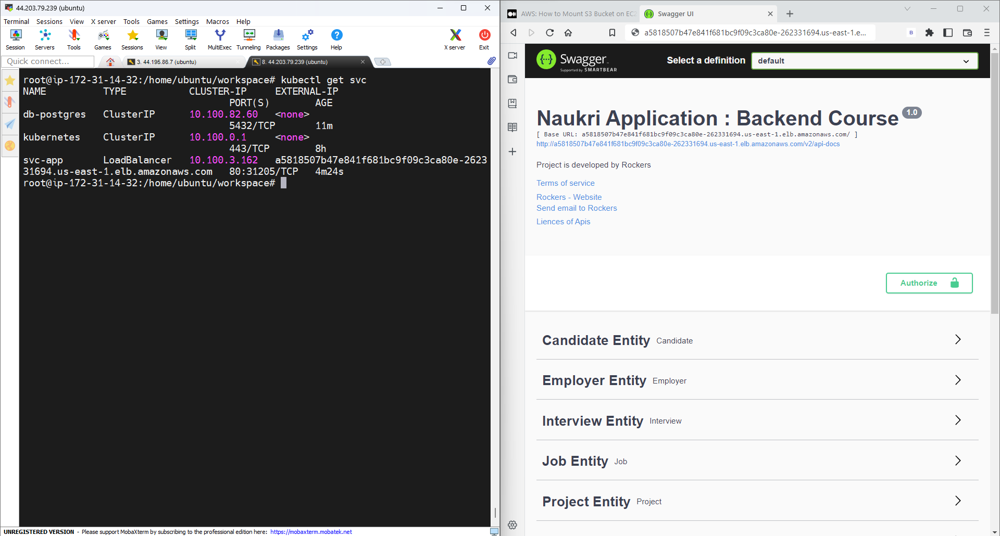 44.203.79.239 (ubuntu)
Terminal Sessions View X server Tools Games Settings Macros Help
Session Servers Tools Games Sessions View Split MultiExec Tunneling Packages Settings Help X server Exit
Quick connect...
3. 44.195.86.7 (ubuntu)
8. 44.203.79.239 (ubuntu)
root@ip-172-31-14-32:/home/ubuntu/workspace# kubectl get svc
NAME TYPE CLUSTER-IP EXTERNAL-IP
PORT(S) AGE
db-postgres ClusterIP 10.100.82.60 <none>
5432/TCP 11m
kubernetes ClusterIP 10.100.0.1 <none>
443/TCP 8h
svc-app LoadBalancer 10.100.3.162 a5818507b47e841f681bc9f09c3ca80e-2623
31694.us-east-1.elb.amazonaws.com 80:31205/TCP 4m24s
root@ip-172-31-14-32:/home/ubuntu/workspace#
UNREGISTERED VERSION - Please support MobaXterm by subscribing to the professional edition here: https://mobaxterm.mobatek.net
AWS: How to Mount S3 Bucket on EC2
Swagger UI
a5818507b47e841f681bc9f09c3ca80e-262331694.us-east-1.e...
B
Swagger
Supported by SMARTBEAR
Select a definition
default
Naukri Application : Backend Course 1.0
[ Base URL: a5818507b47e841f681bc9f09c3ca80e-262331694.us-east-1.elb.amazonaws.com/ ]
http://a5818507b47e841f681bc9f09c3ca80e-262331694.us-east-1.elb.amazonaws.com/v2/api-docs
Project is developed by Rockers
Terms of service
Rockers - Website
Send email to Rockers
Liences of Apis
Authorize
Candidate Entity Candidate
Employer Entity Employer
Interview Entity Interview
Job Entity Job
Project Entity Project